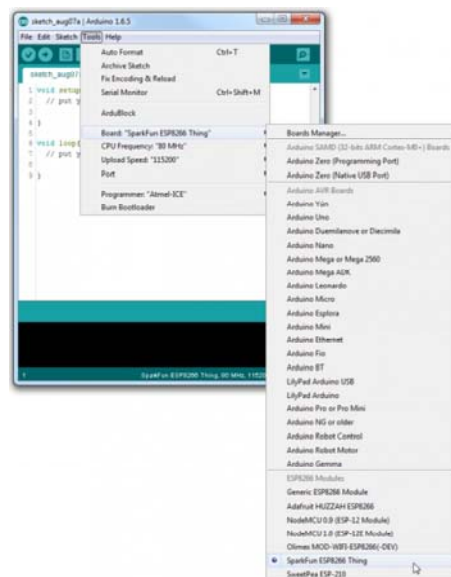 sketch_aug07a | Arduino 1.6.5
File Edit Sketch Tools Help
Auto Format Ctrl+T
Archive Sketch
Fix Encoding & Reload
Serial Monitor Ctrl+Shift+M
ArduBlock
Board: "SparkFun ESP8266 Thing"
CPU Frequency: "80 MHz"
Upload Speed: "115200"
Port
Programmer: "Atmel-ICE"
Burn Bootloader
sketch_aug07
1 void setup
2 // put y
3
4 }
5
6 void loop(
7 // put y
8
9 }
1 SparkFun ESP8266 Thing, 80 MHz, 11520
Boards Manager...
Arduino SAMD (32-bits ARM Cortex-M0+) Boards
Arduino Zero (Programming Port)
Arduino Zero (Native USB Port)
Arduino AVR Boards
Arduino Yún
Arduino Uno
Arduino Duemilanove or Diecimila
Arduino Nano
Arduino Mega or Mega 2560
Arduino Mega ADK
Arduino Leonardo
Arduino Micro
Arduino Esplora
Arduino Mini
Arduino Ethernet
Arduino Fio
Arduino BT
LilyPad Arduino USB
LilyPad Arduino
Arduino Pro or Pro Mini
Arduino NG or older
Arduino Robot Control
Arduino Robot Motor
Arduino Gemma
ESP8266 Modules
Generic ESP8266 Module
Adafruit HUZZAH ESP8266
NodeMCU 0.9 (ESP-12 Module)
NodeMCU 1.0 (ESP-12E Module)
Olimex MOD-WIFI-ESP8266(-DEV)
SparkFun ESP8266 Thing
SweetPea ESP-210